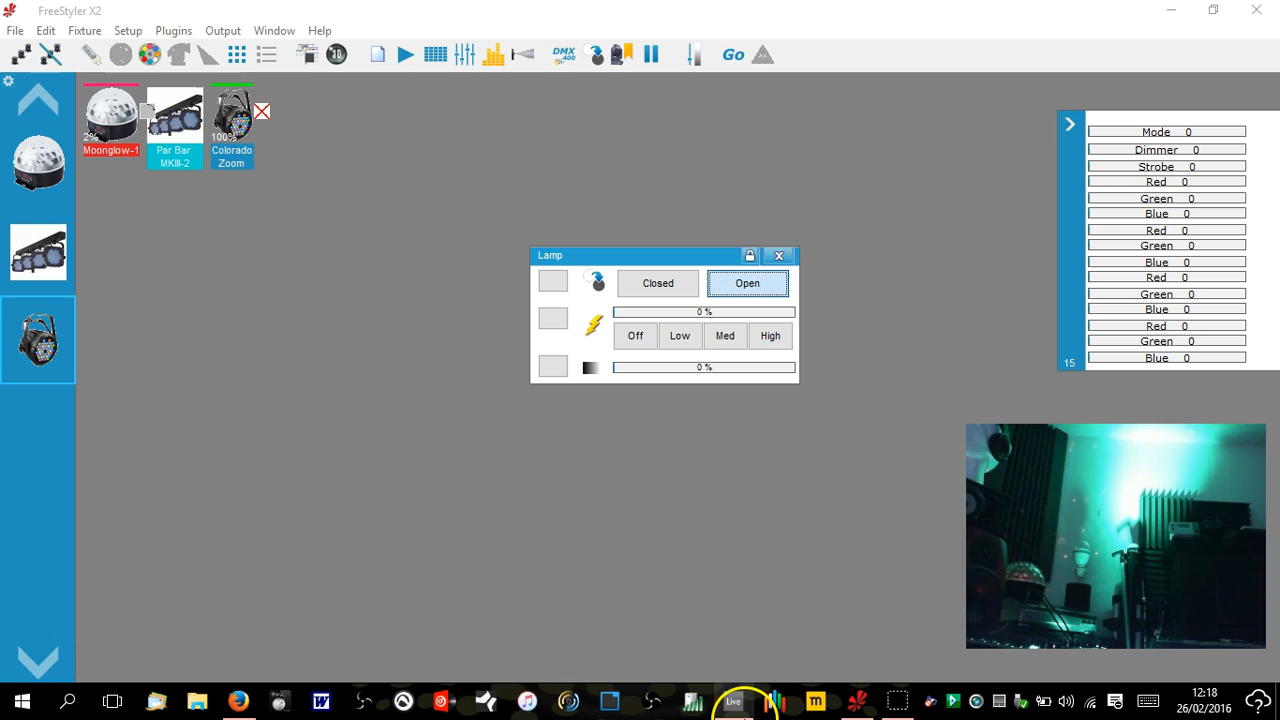 FreeStyler X2
File Edit Fixture Setup Plugins Output Window Help
DMX 400 Go
3D
2% 100%
Moonglow-1 Par Bar MKIII-2 Colorado Zoom
Mode 0
Dimmer 0
Strobe 0
Red 0
Green 0
Blue 0
Red 0
Green 0
Blue 0
Red 0
Green 0
Blue 0
Red 0
Green 0
Blue 0
15
Lamp
Closed Open
0 %
Off Low Med High
0 %
Live
12:18
26/02/2016